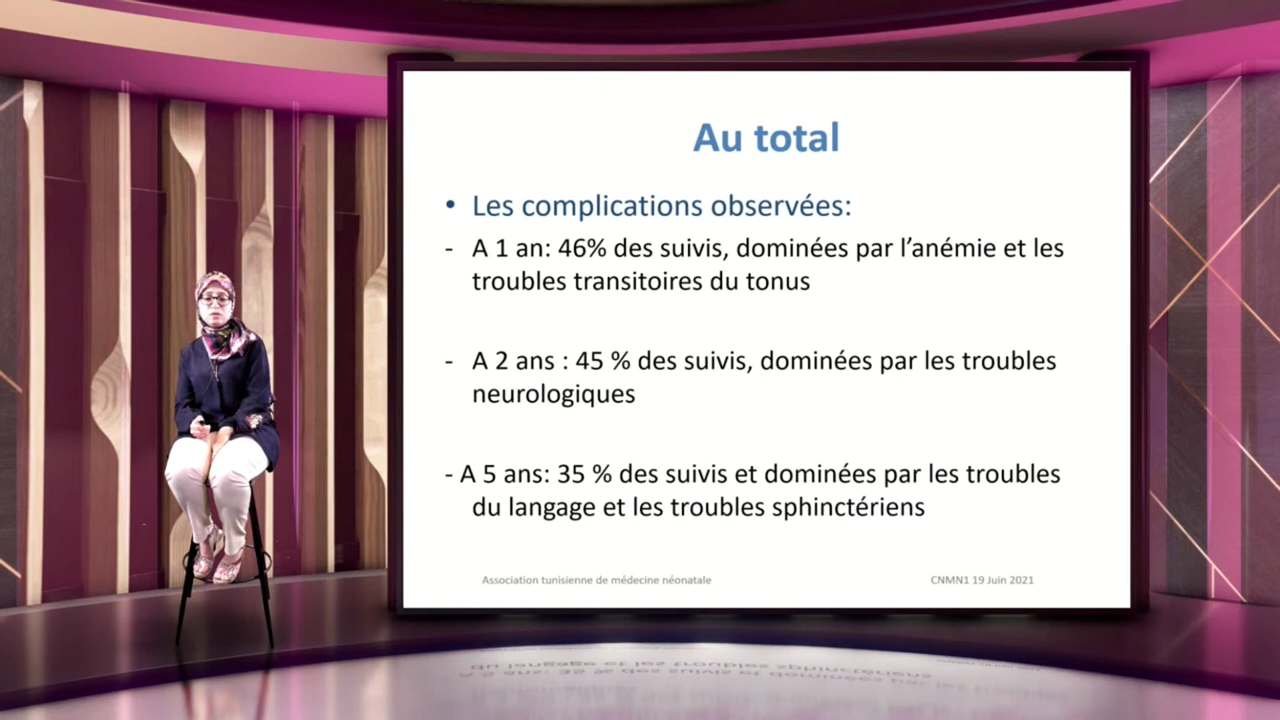 Au total
• Les complications observées:
- A 1 an: 46% des suivis, dominées par l’anémie et les
troubles transitoires du tonus
- A 2 ans : 45 % des suivis, dominées par les troubles
neurologiques
- A 5 ans: 35 % des suivis et dominées par les troubles
du langage et les troubles sphinctériens
Association tunisienne de médecine néonatale
CNMN1 19 Juin 2021